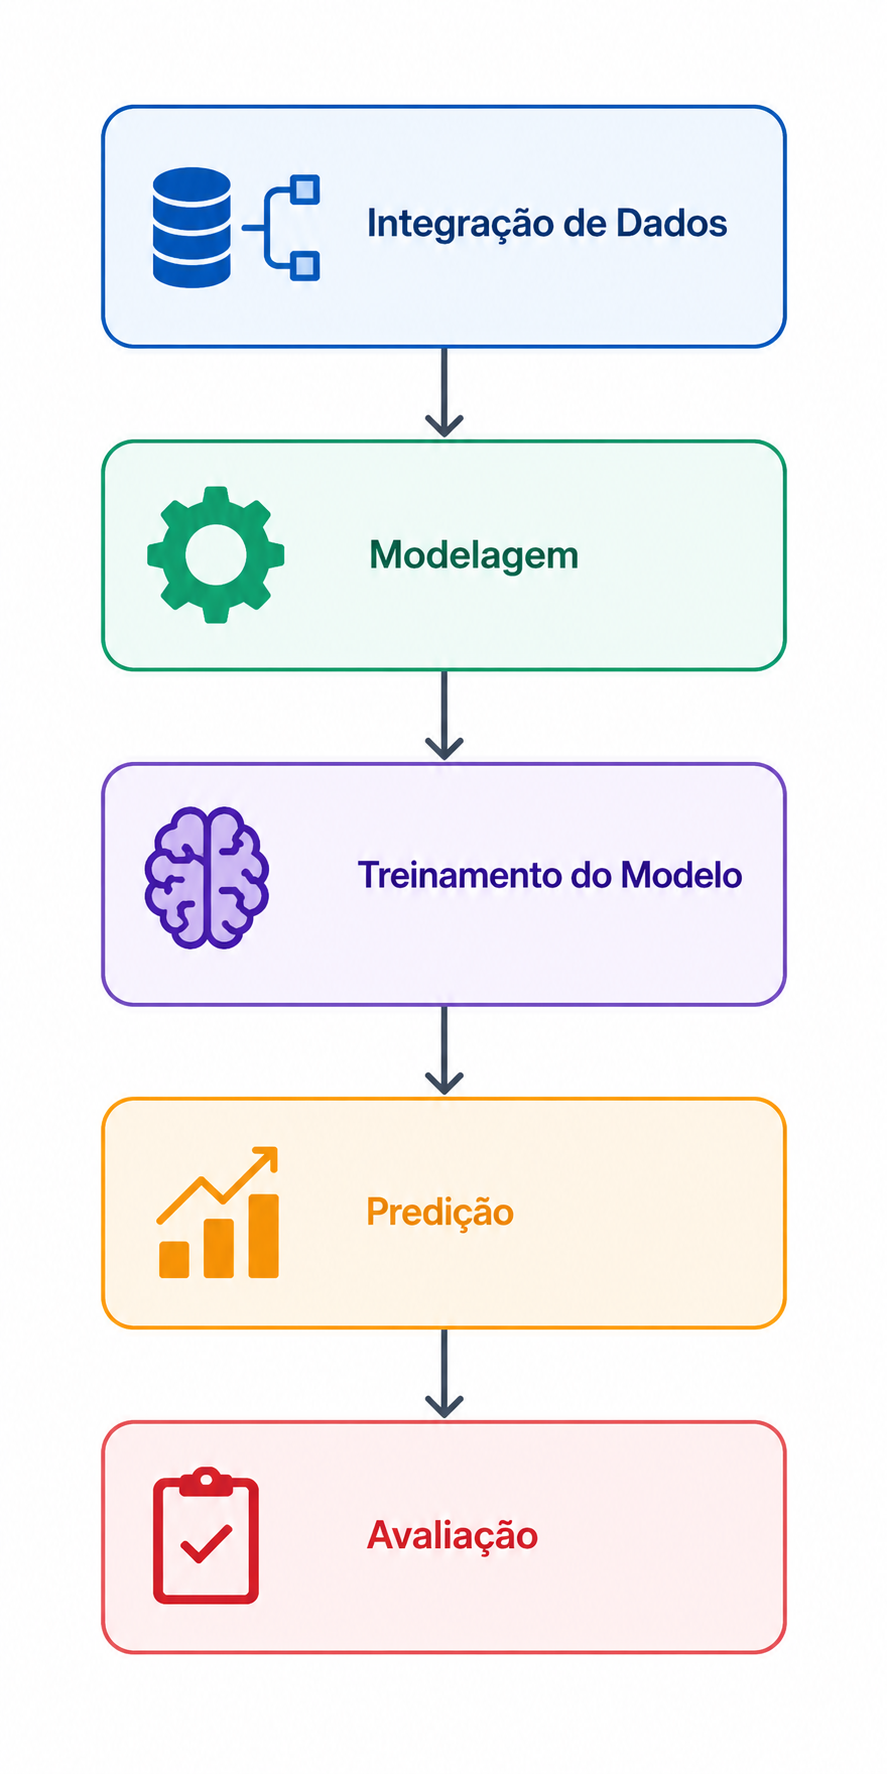 Integração de Dados
Modelagem
Treinamento do Modelo
Predição
Avaliação